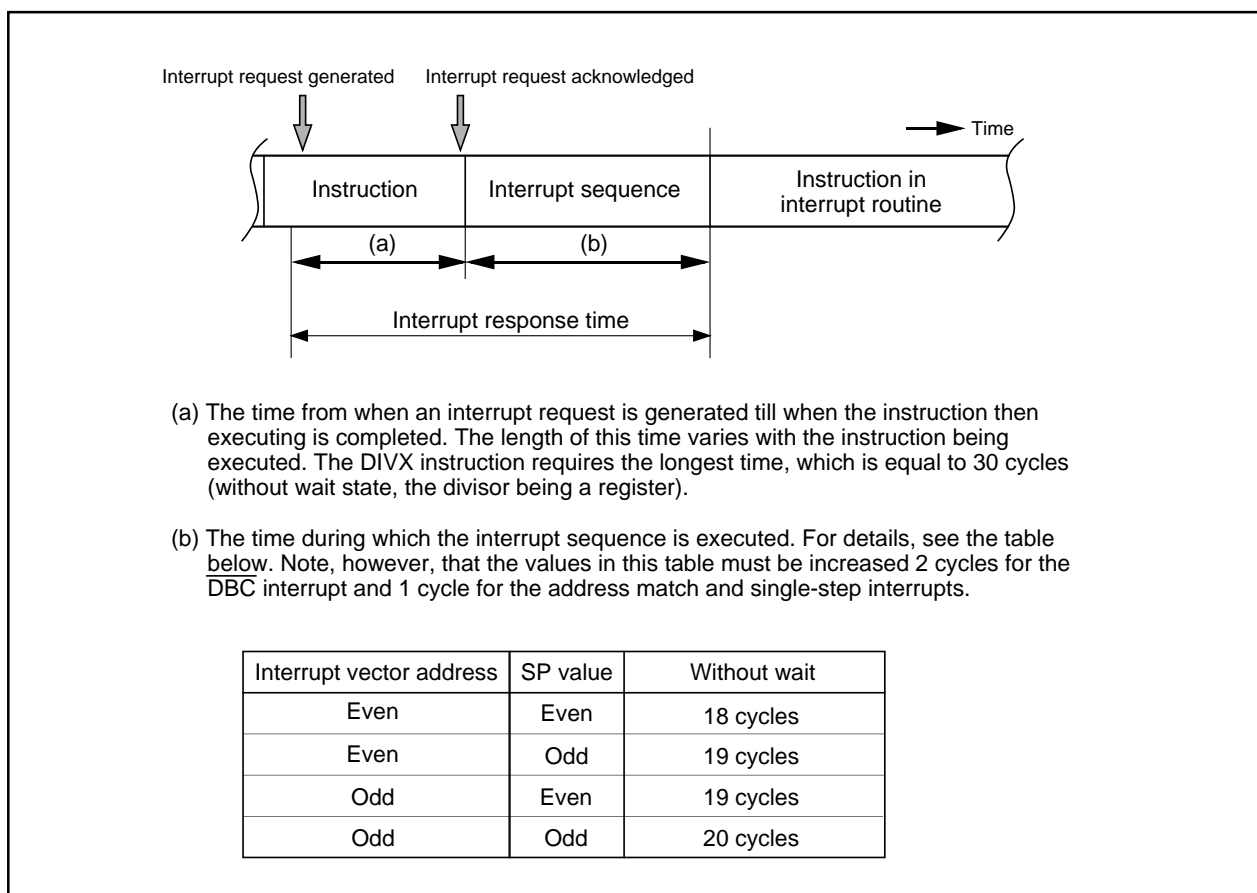 Interrupt request generated
Interrupt request acknowledged
Time
Instruction
Interrupt sequence
Instruction in
interrupt routine
(a)
(b)
Interrupt response time
(a) The time from when an interrupt request is generated till when the instruction then
executing is completed. The length of this time varies with the instruction being
executed. The DIVX instruction requires the longest time, which is equal to 30 cycles
(without wait state, the divisor being a register).
(b) The time during which the interrupt sequence is executed. For details, see the table
below. Note, however, that the values in this table must be increased 2 cycles for the
DBC interrupt and 1 cycle for the address match and single-step interrupts.
Interrupt vector address SP value Without wait
Even Even 18 cycles
Even Odd 19 cycles
Odd Even 19 cycles
Odd Odd 20 cycles